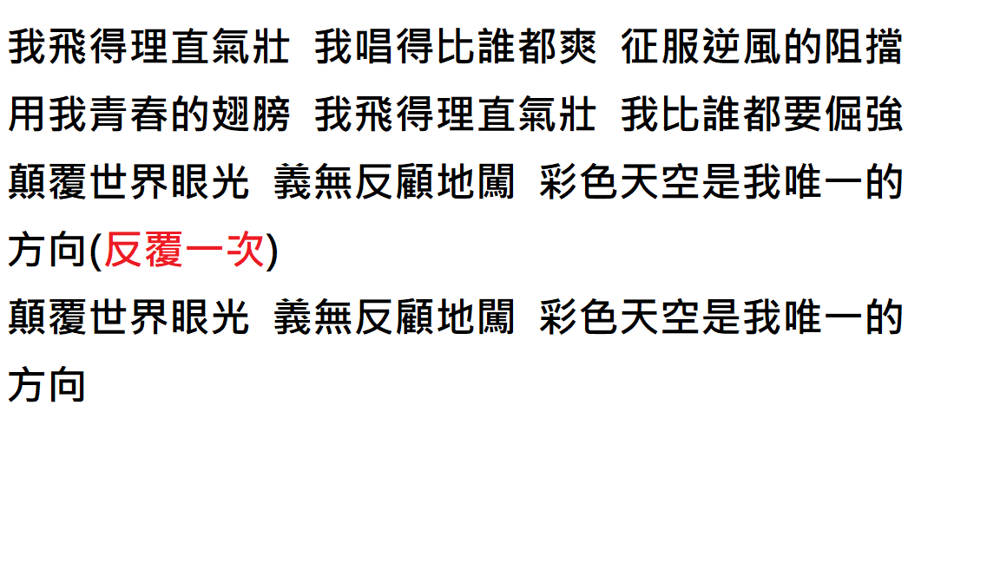 我飛得理直氣壯 我唱得比誰都爽 征服逆風的阻擋
用我青春的翅膀 我飛得理直氣壯 我比誰都要倔強
顛覆世界眼光 義無反顧地闖 彩色天空是我唯一的
方向(反覆一次)
顛覆世界眼光 義無反顧地闖 彩色天空是我唯一的
方向